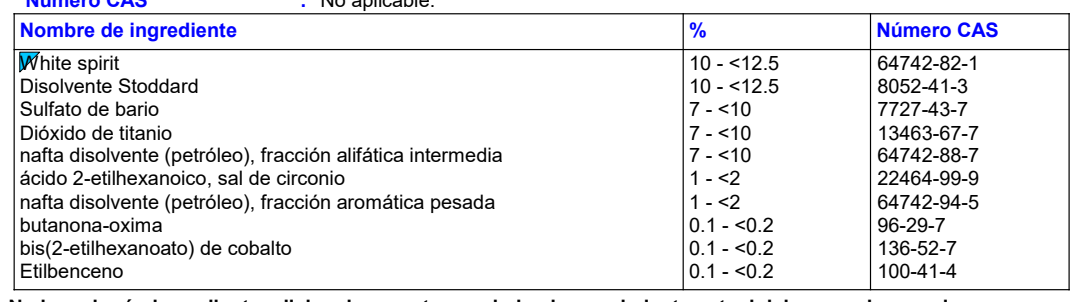 Número CAS : No aplicable.
Nombre de ingrediente % Número CAS
White spirit 10 - <12.5 64742-82-1
Disolvente Stoddard 10 - <12.5 8052-41-3
Sulfato de bario 7 - <10 7727-43-7
Dióxido de titanio 7 - <10 13463-67-7
nafta disolvente (petróleo), fracción alifática intermedia 7 - <10 64742-88-7
ácido 2-etilhexanoico, sal de circonio 1 - <2 22464-99-9
nafta disolvente (petróleo), fracción aromática pesada 1 - <2 64742-94-5
butanona-oxima 0.1 - <0.2 96-29-7
bis(2-etilhexanoato) de cobalto 0.1 - <0.2 136-52-7
Etilbenceno 0.1 - <0.2 100-41-4